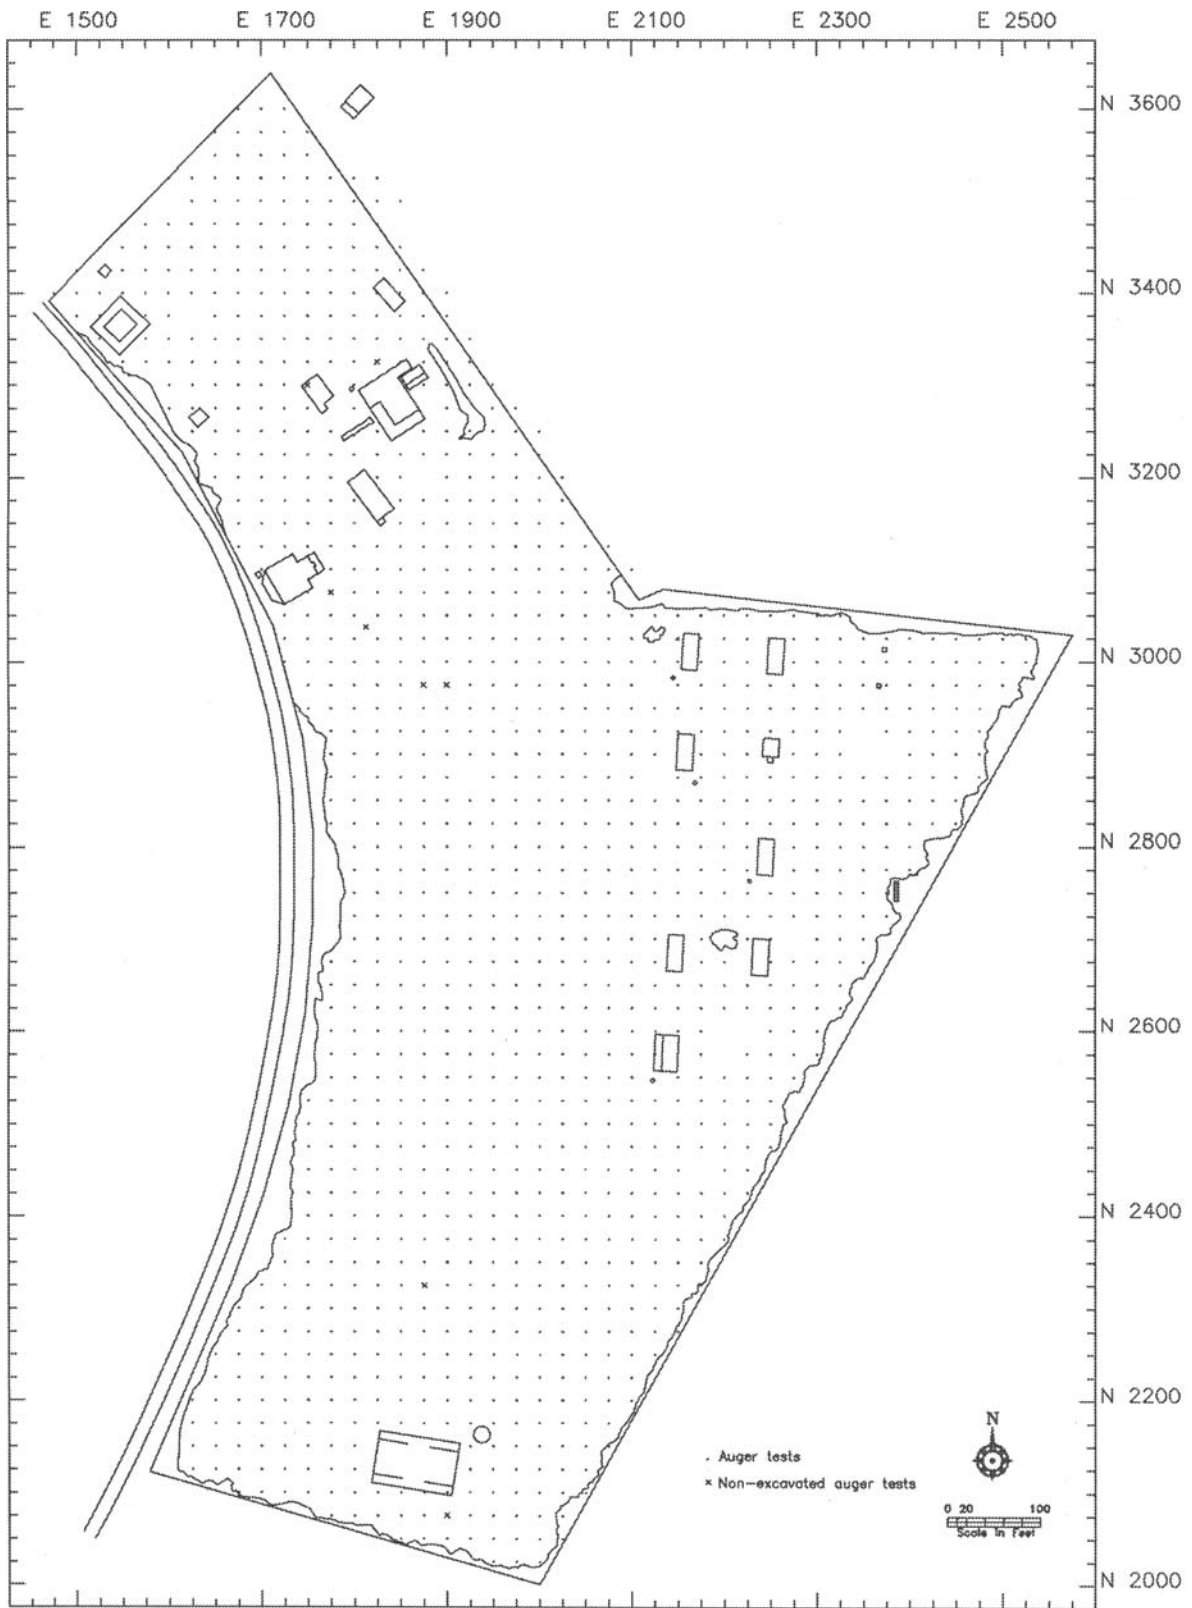 E 1500 E 1700 E 1900 E 2100 E 2300 E 2500
N 3600
N 3400
N 3200
N 3000
N 2800
N 2600
N 2400
N 2200
N
. Auger tests
× Non-excavated auger tests
0 20 100
Scale In Feet
N 2000